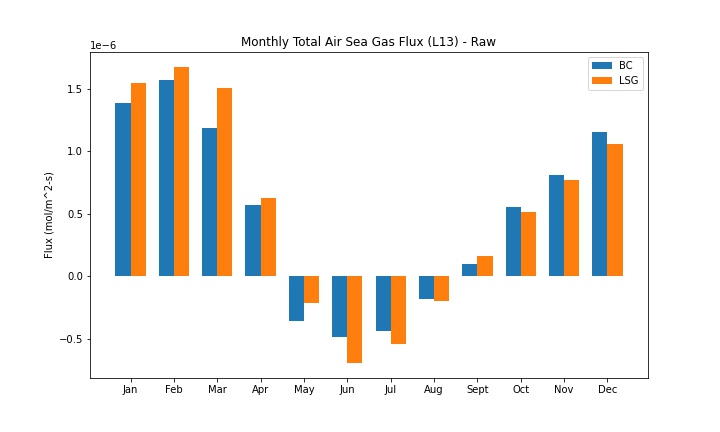 Monthly Total Air Sea Gas Flux (L13) - Raw
1e−6
BC
LSG
1.5
1.0
0.5
0.0
−0.5
Flux (mol/m^2-s)
Jan Feb Mar Apr May Jun Jul Aug Sept Oct Nov Dec